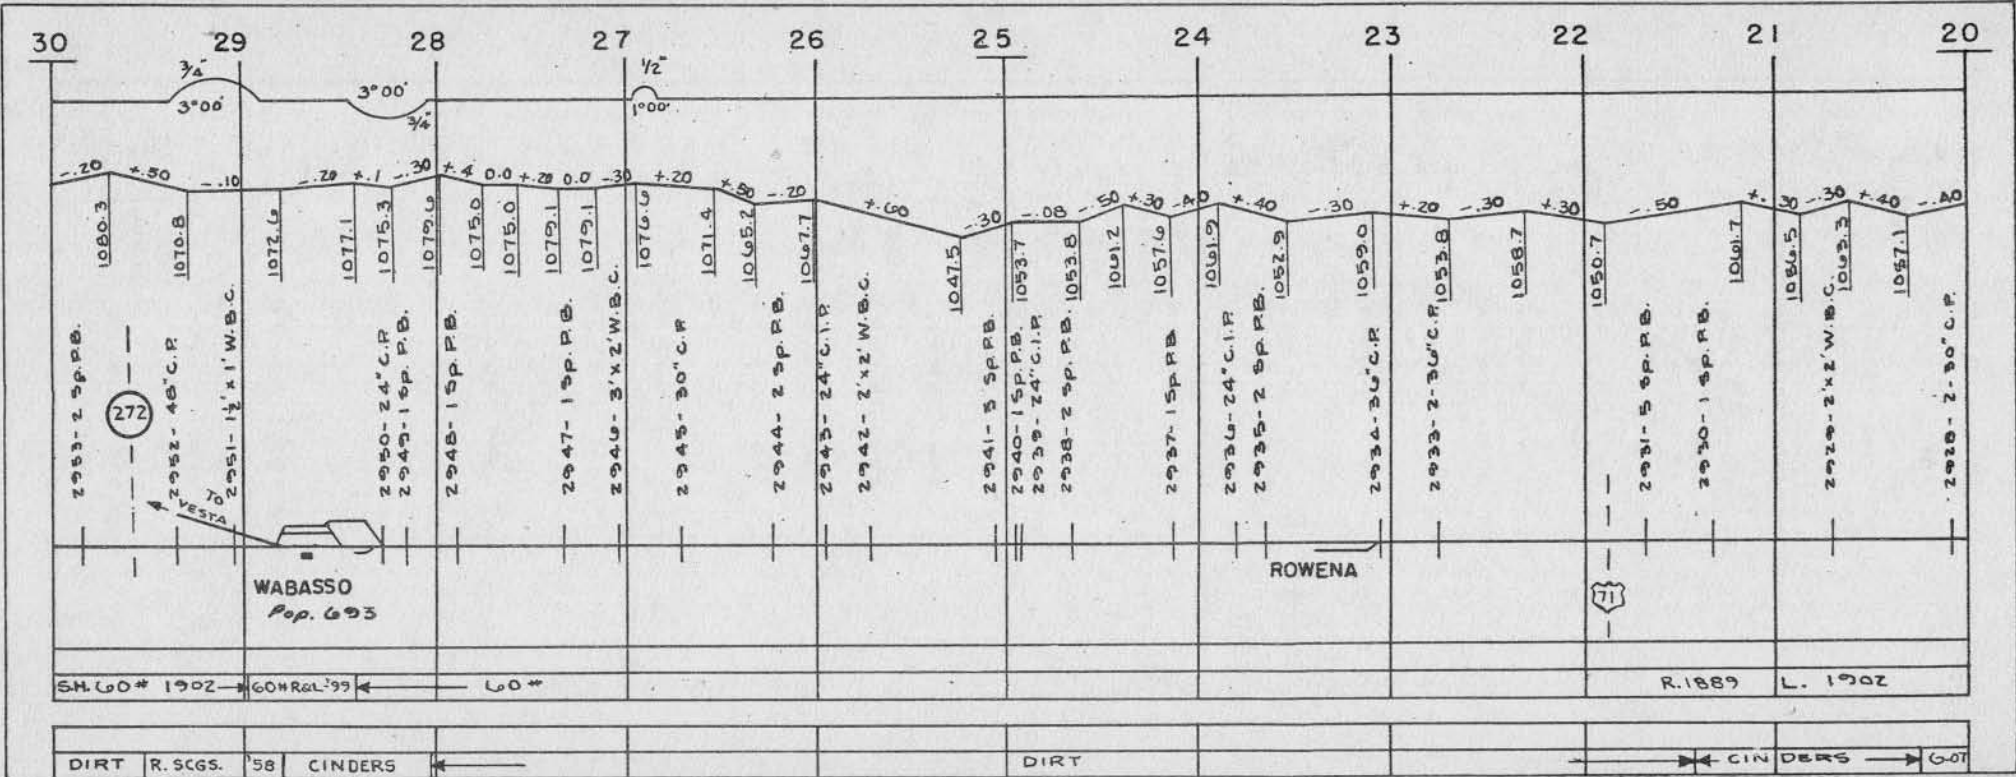 30 29 28 27 26 25 24 23 22 21 20
3/4" 3°00' 3°00' 3/4" 1/2" 1°00'
-.20 +.50 -.10 -.20 +.1 -.30 +.4 0.0 +.20 0.0 .30 +.20 +.50 -.20 +.60 -.30 -.08 -.50 +.30 -.40 +.40 -.30 +.20 -.30 +.30 -.50 +. 30 -.30 +.40 -.40
1080.3
1070.8
1072.6
1077.1
1075.3
1079.6
1075.0
1075.0
1079.1
1079.1
1076.6
1071.4
1065.2
1067.7
1047.5
1053.7
1053.8
1061.2
1057.6
1061.9
1052.9
1059.0
1053.8
1058.7
1050.7
1061.7
1056.5
1063.3
1057.1
2953-2 Sp.P.B.
272
2952-48" C.P.
2951-1½' x 1' W.B.C.
2950-24" C.P.
2949-1 Sp. P.B.
2948-1 Sp. P.B.
2947-1 Sp. P.B.
2946-3' x 2' W.B.C.
2945-30" C.P.
2944-2 Sp. P.B.
2943-24" C.I.P.
2942-2' x 2' W.B.C.
2941-5 Sp. P.B.
2940-1 Sp. P.B.
2939-24" C.I.P.
2938-2 Sp. P.B.
2937-1 Sp. P.B.
2936-24" C.I.P.
2935-2 Sp. P.B.
2934-36" C.P.
2933-2-36" C.P.
2931-5 Sp. P.B.
2930-1 Sp. P.B.
2929-2' x 2' W.B.C.
2928-2-30" C.P.
TO
VESTA
WABASSO
Pop. 693
ROWENA
71
S.H. 60# 1902 60# R&L '99 60# R. 1889 L. 1902
DIRT R. SCGS. '58 CINDERS DIRT CINDERS G-07